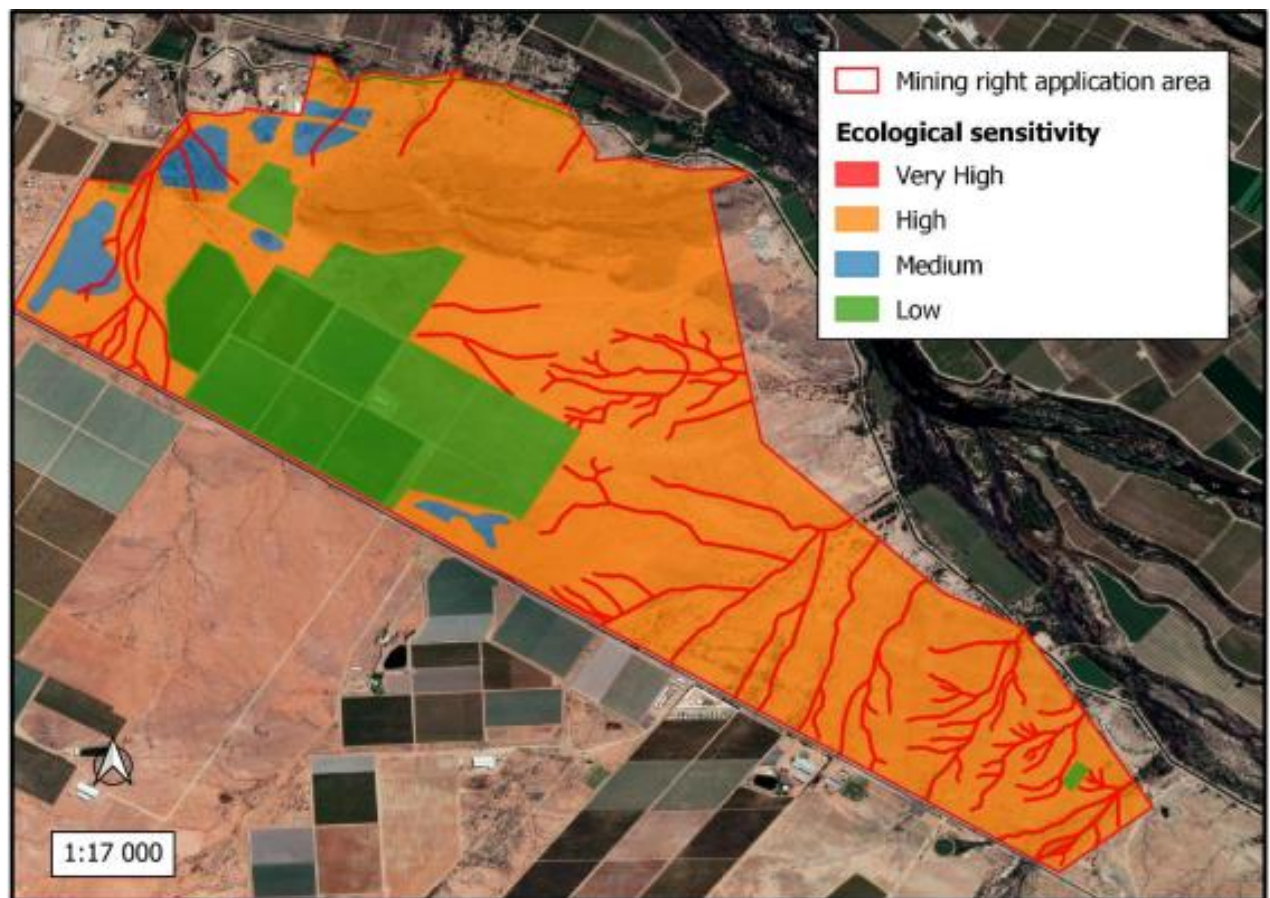 Mining right application area
Ecological sensitivity
Very High
High
Medium
Low
1:17 000